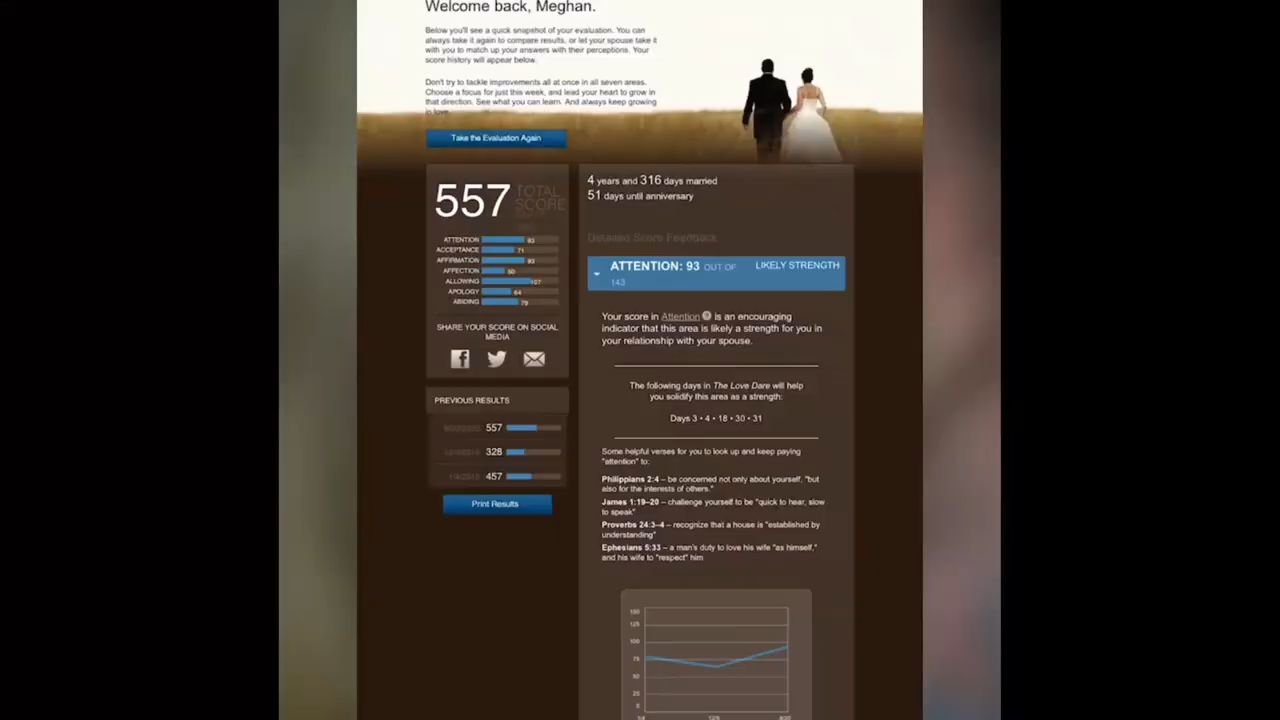 Welcome back, Meghan.
Below you'll see a quick snapshot of your evaluation. You can
always take it again to compare results, or let your spouse take it
with you to match up your answers with their perceptions. Your
score history will appear below.
Don't try to tackle improvements all at once in all seven areas.
Choose a focus for just this week, and lead your heart to grow in
that direction. See what you can learn. And always keep growing
in love.
Take the Evaluation Again
557 TOTAL
SCORE
ATTENTION 93
ACCEPTANCE 71
AFFIRMATION 93
AFFECTION 50
ALLOWING 107
APOLOGY 64
ABIDING 79
SHARE YOUR SCORE ON SOCIAL
MEDIA
PREVIOUS RESULTS
557
328
457
Print Results
4 years and 316 days married
51 days until anniversary
Detailed Score Feedback
ATTENTION: 93 OUT OF
143
LIKELY STRENGTH
Your score in Attention ? is an encouraging
indicator that this area is likely a strength for you in
your relationship with your spouse.
The following days in The Love Dare will help
you solidify this area as a strength:
Days 3 • 4 • 18 • 30 • 31
Some helpful verses for you to look up and keep paying
"attention" to:
Philippians 2:4 – be concerned not only about yourself, "but
also for the interests of others."
James 1:19–20 – challenge yourself to be "quick to hear, slow
to speak"
Proverbs 24:3–4 – recognize that a house is "established by
understanding"
Ephesians 5:33 – a man's duty to love his wife "as himself,"
and his wife to "respect" him
150
125
100
75
50
25
0